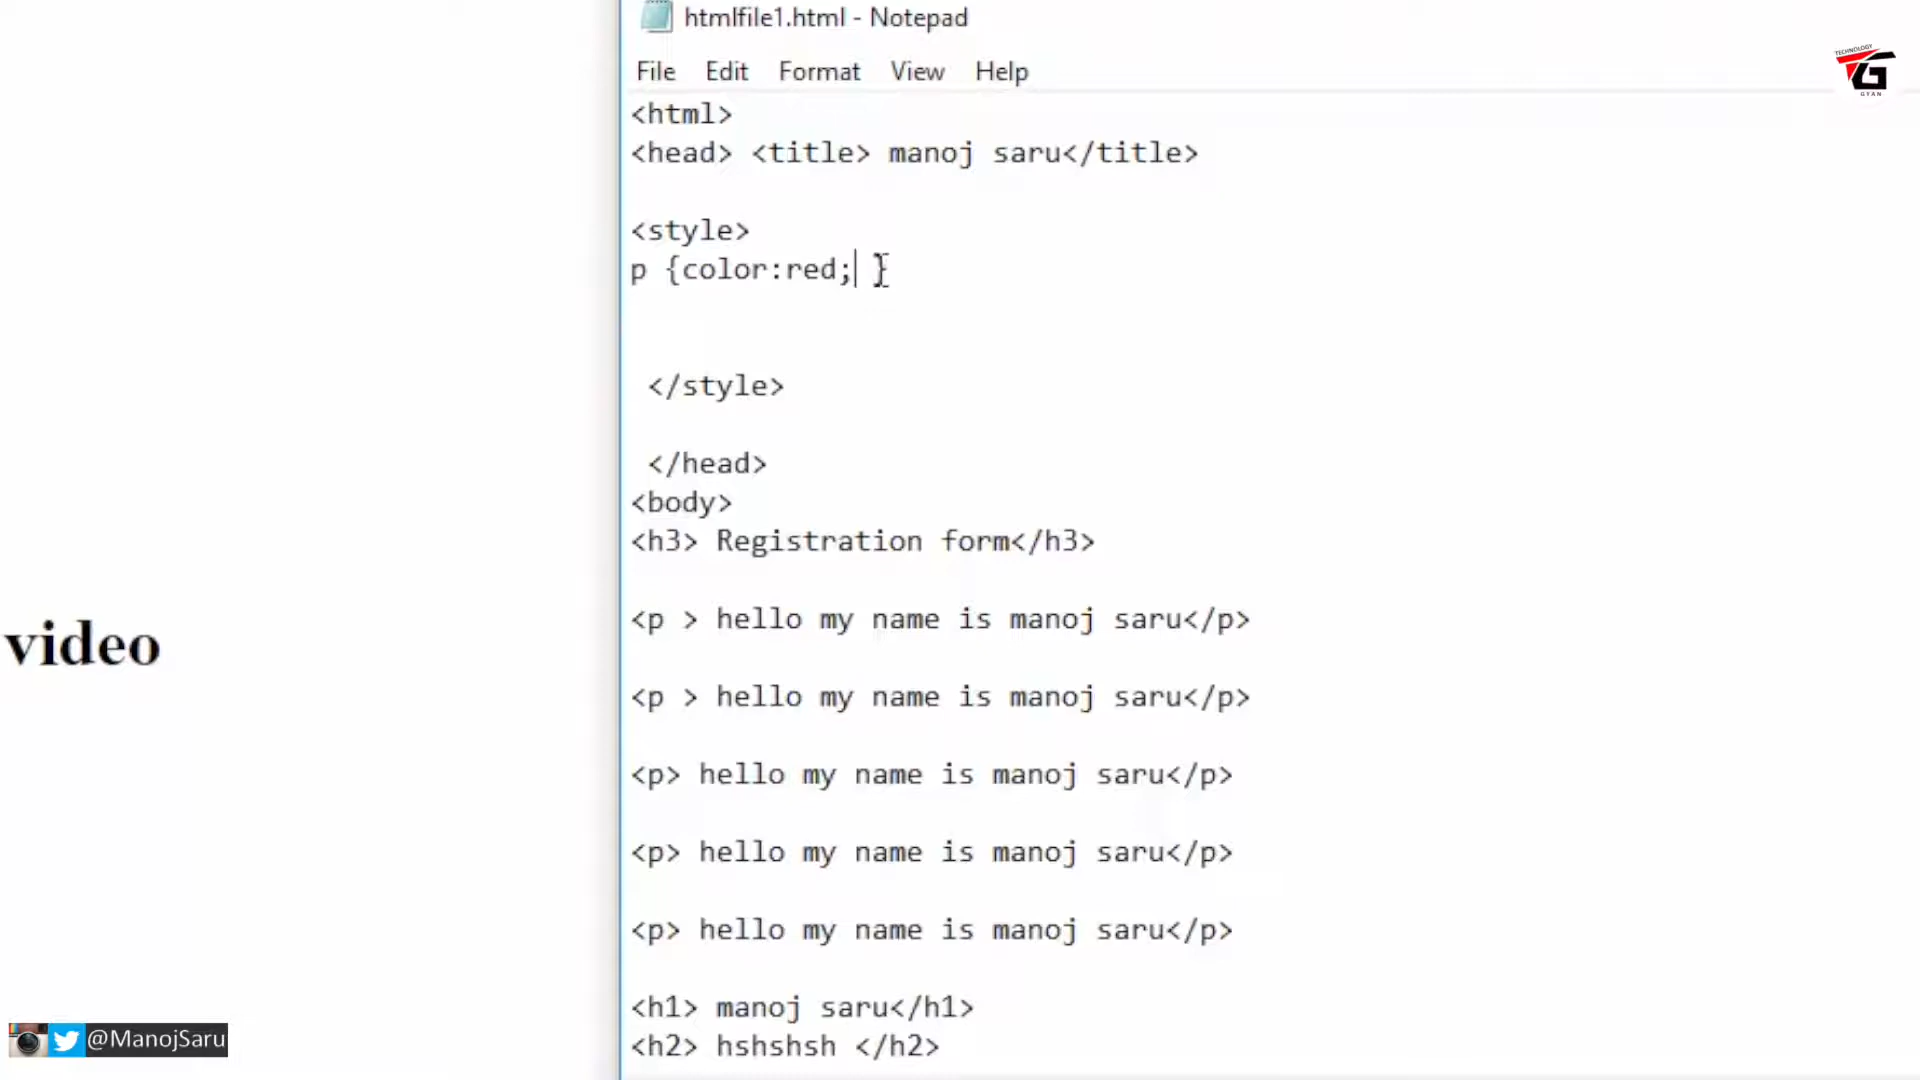 htmlfile1.html - Notepad
File Edit Format View Help
TECHNOLOGY
GYAN
<html>
<head> <title> manoj saru</title>
<style>
p {color:red; }
</style>
</head>
<body>
<h3> Registration form</h3>
<p > hello my name is manoj saru</p>
video
<p > hello my name is manoj saru</p>
<p> hello my name is manoj saru</p>
<p> hello my name is manoj saru</p>
<p> hello my name is manoj saru</p>
<h1> manoj saru</h1>
<h2> hshshsh </h2>
@ManojSaru